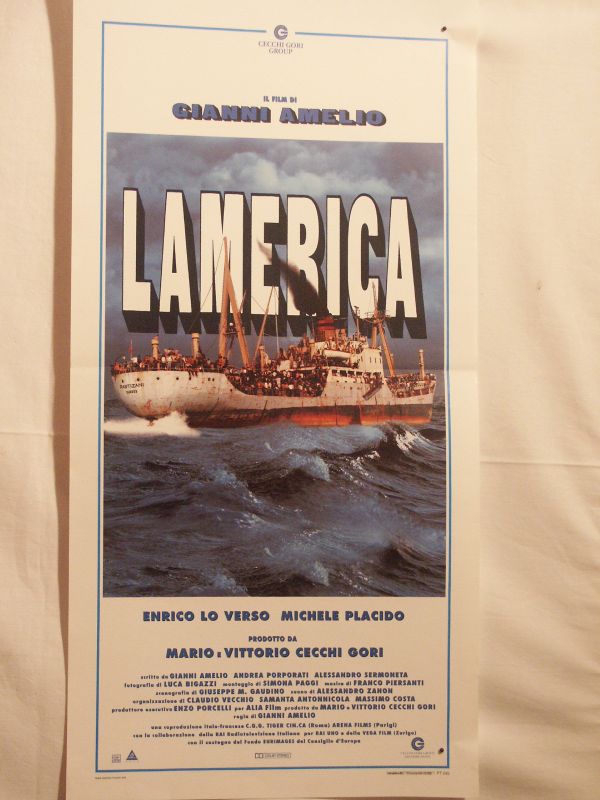 CECCHI GORI
GROUP
IL FILM DI
GIANNI AMELIO
LAMERICA
PARTIZANI
ENRICO LO VERSO MICHELE PLACIDO
PRODOTTO DA
MARIO E VITTORIO CECCHI GORI
scritto da GIANNI AMELIO ANDREA PORPORATI ALESSANDRO SERMONETA
fotografia di LUCA BIGAZZI montaggio di SIMONA PAGGI musica di FRANCO PIERSANTI
scenografia di GIUSEPPE M. GAUDINO suono di ALESSANDRO ZANON
organizzazione di CLAUDIO VECCHIO SAMANTA ANTONNICOLA MASSIMO COSTA
produttore esecutivo ENZO PORCELLI per ALIA Film prodotto da MARIO E VITTORIO CECCHI GORI
regia di GIANNI AMELIO
una coproduzione italo-francese C.G.G. TIGER CIN.CA (Roma) ARENA FILMS (Parigi)
con la collaborazione della RAI Radiotelevisione Italiana per RAI UNO e della VEGA FILM (Zurigo)
con il sostegno del Fondo EURIMAGES del Consiglio d'Europa
CECCHI GORI
GROUP